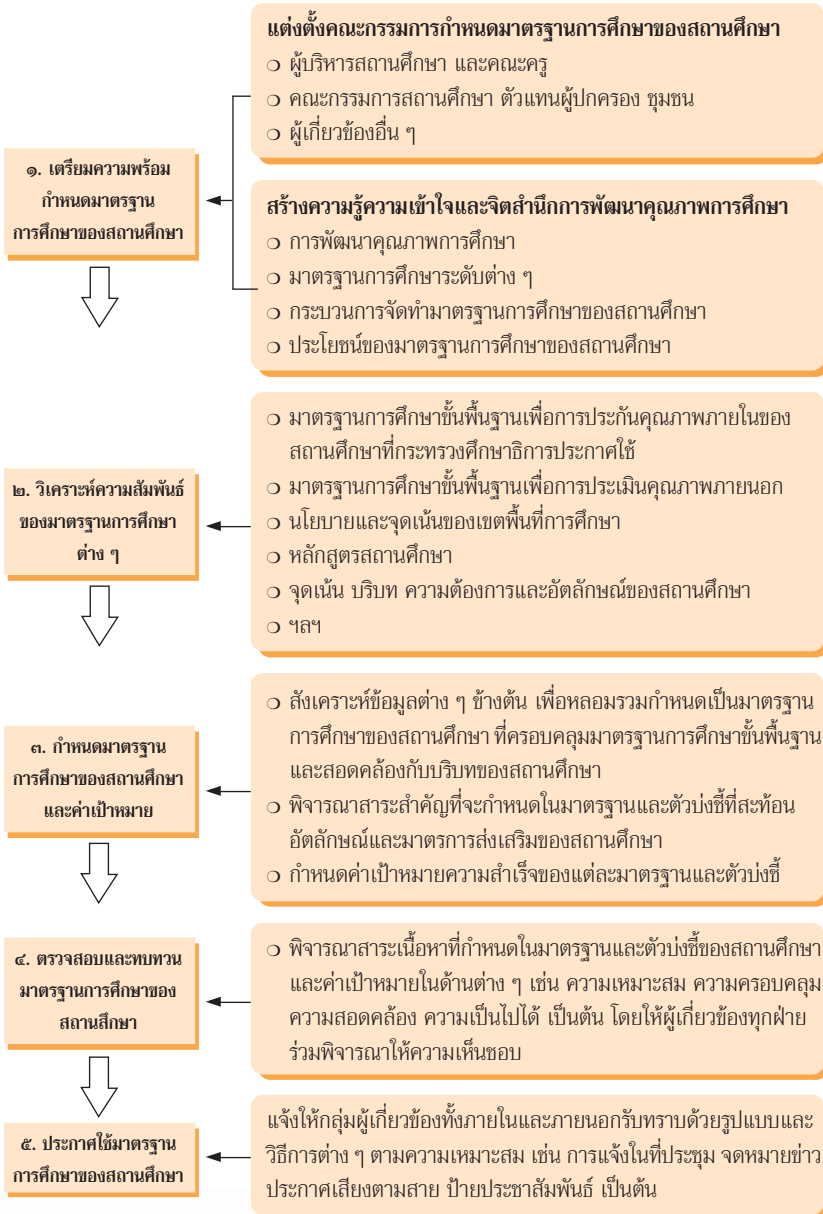 แต่งตั้งคณะกรรมการกำหนดมาตรฐานการศึกษาของสถานศึกษา
❍ ผู้บริหารสถานศึกษา และคณะครู
❍ คณะกรรมการสถานศึกษา ตัวแทนผู้ปกครอง ชุมชน
❍ ผู้เกี่ยวข้องอื่น ๆ
๑. เตรียมความพร้อม
กำหนดมาตรฐาน
การศึกษาของสถานศึกษา
สร้างความรู้ความเข้าใจและจิตสำนึกการพัฒนาคุณภาพการศึกษา
❍ การพัฒนาคุณภาพการศึกษา
❍ มาตรฐานการศึกษาระดับต่าง ๆ
❍ กระบวนการจัดทำมาตรฐานการศึกษาของสถานศึกษา
❍ ประโยชน์ของมาตรฐานการศึกษาของสถานศึกษา
๒. วิเคราะห์ความสัมพันธ์
ของมาตรฐานการศึกษา
ต่าง ๆ
❍ มาตรฐานการศึกษาขั้นพื้นฐานเพื่อการประกันคุณภาพภายในของ
สถานศึกษาที่กระทรวงศึกษาธิการประกาศใช้
❍ มาตรฐานการศึกษาขั้นพื้นฐานเพื่อการประเมินคุณภาพภายนอก
❍ นโยบายและจุดเน้นของเขตพื้นที่การศึกษา
❍ หลักสูตรสถานศึกษา
❍ จุดเน้น บริบท ความต้องการและอัตลักษณ์ของสถานศึกษา
❍ ฯลฯ
๓. กำหนดมาตรฐาน
การศึกษาของสถานศึกษา
และค่าเป้าหมาย
❍ สังเคราะห์ข้อมูลต่าง ๆ ข้างต้น เพื่อหลอมรวมกำหนดเป็นมาตรฐาน
การศึกษาของสถานศึกษา ที่ครอบคลุมมาตรฐานการศึกษาขั้นพื้นฐาน
และสอดคล้องกับบริบทของสถานศึกษา
❍ พิจารณาสาระสำคัญที่จะกำหนดในมาตรฐานและตัวบ่งชี้ที่สะท้อน
อัตลักษณ์และมาตรการส่งเสริมของสถานศึกษา
❍ กำหนดค่าเป้าหมายความสำเร็จของแต่ละมาตรฐานและตัวบ่งชี้
๔. ตรวจสอบและทบทวน
มาตรฐานการศึกษาของ
สถานสึกษา
❍ พิจารณาสาระเนื้อหาที่กำหนดในมาตรฐานและตัวบ่งชี้ของสถานศึกษา
และค่าเป้าหมายในด้านต่าง ๆ เช่น ความเหมาะสม ความครอบคลุม
ความสอดคล้อง ความเป็นไปได้ เป็นต้น โดยให้ผู้เกี่ยวข้องทุกฝ่าย
ร่วมพิจารณาให้ความเห็นชอบ
๕. ประกาศใช้มาตรฐาน
การศึกษาของสถานศึกษา
แจ้งให้กลุ่มผู้เกี่ยวข้องทั้งภายในและภายนอกรับทราบด้วยรูปแบบและ
วิธีการต่าง ๆ ตามความเหมาะสม เช่น การแจ้งในที่ประชุม จดหมายข่าว
ประกาศเสียงตามสาย ป้ายประชาสัมพันธ์ เป็นต้น